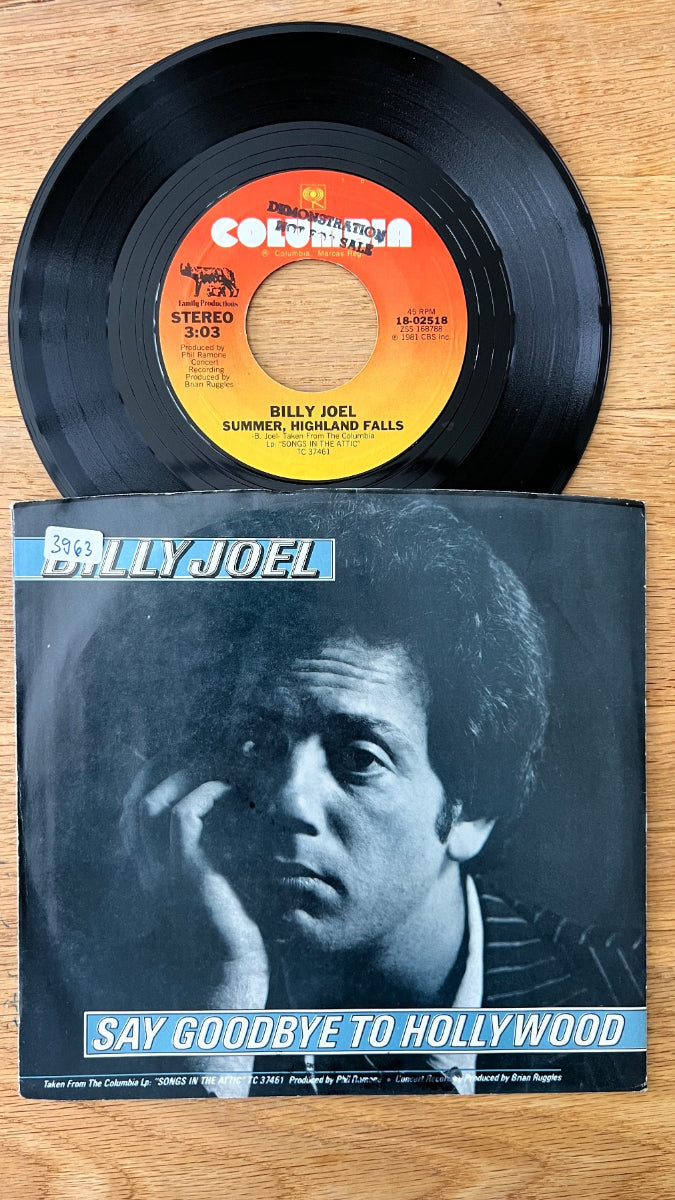 DEMONSTRATION
NOT FOR SALE
COLUMBIA
® Columbia, Marcas Reg.
Family Productions
STEREO
3:03
Produced by
Phil Ramone
Concert
Recording
Produced by
Brian Ruggles
45 RPM
18-02518
ZSS 168788
℗ 1981 CBS Inc.
BILLY JOEL
SUMMER, HIGHLAND FALLS
-B. Joel- Taken From The Columbia
Lp: "SONGS IN THE ATTIC"
TC 37461
3963
BILLY JOEL
SAY GOODBYE TO HOLLYWOOD
Taken From The Columbia Lp: "SONGS IN THE ATTIC" TC 37461 Produced by Phil Ramone • Concert Recording Produced by Brian Ruggles